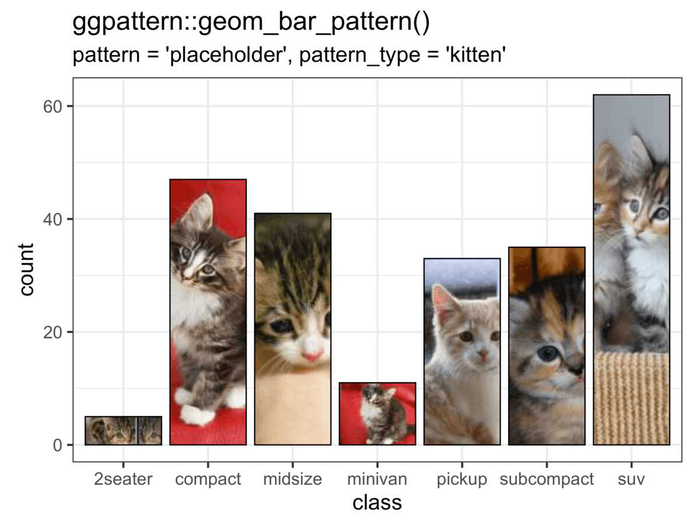 ggpattern::geom_bar_pattern()
pattern = 'placeholder', pattern_type = 'kitten'
60
40
20
0
count
2seater compact midsize minivan pickup subcompact suv
class